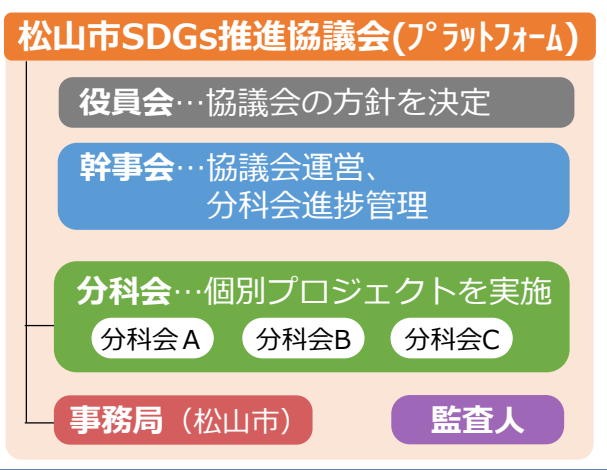 松山市SDGs推進協議会(ﾌﾟﾗｯﾄﾌｫｰﾑ)
役員会…協議会の方針を決定
幹事会…協議会運営、
分科会進捗管理
分科会…個別プロジェクトを実施
分科会A 分科会B 分科会C
事務局（松山市） 監査人